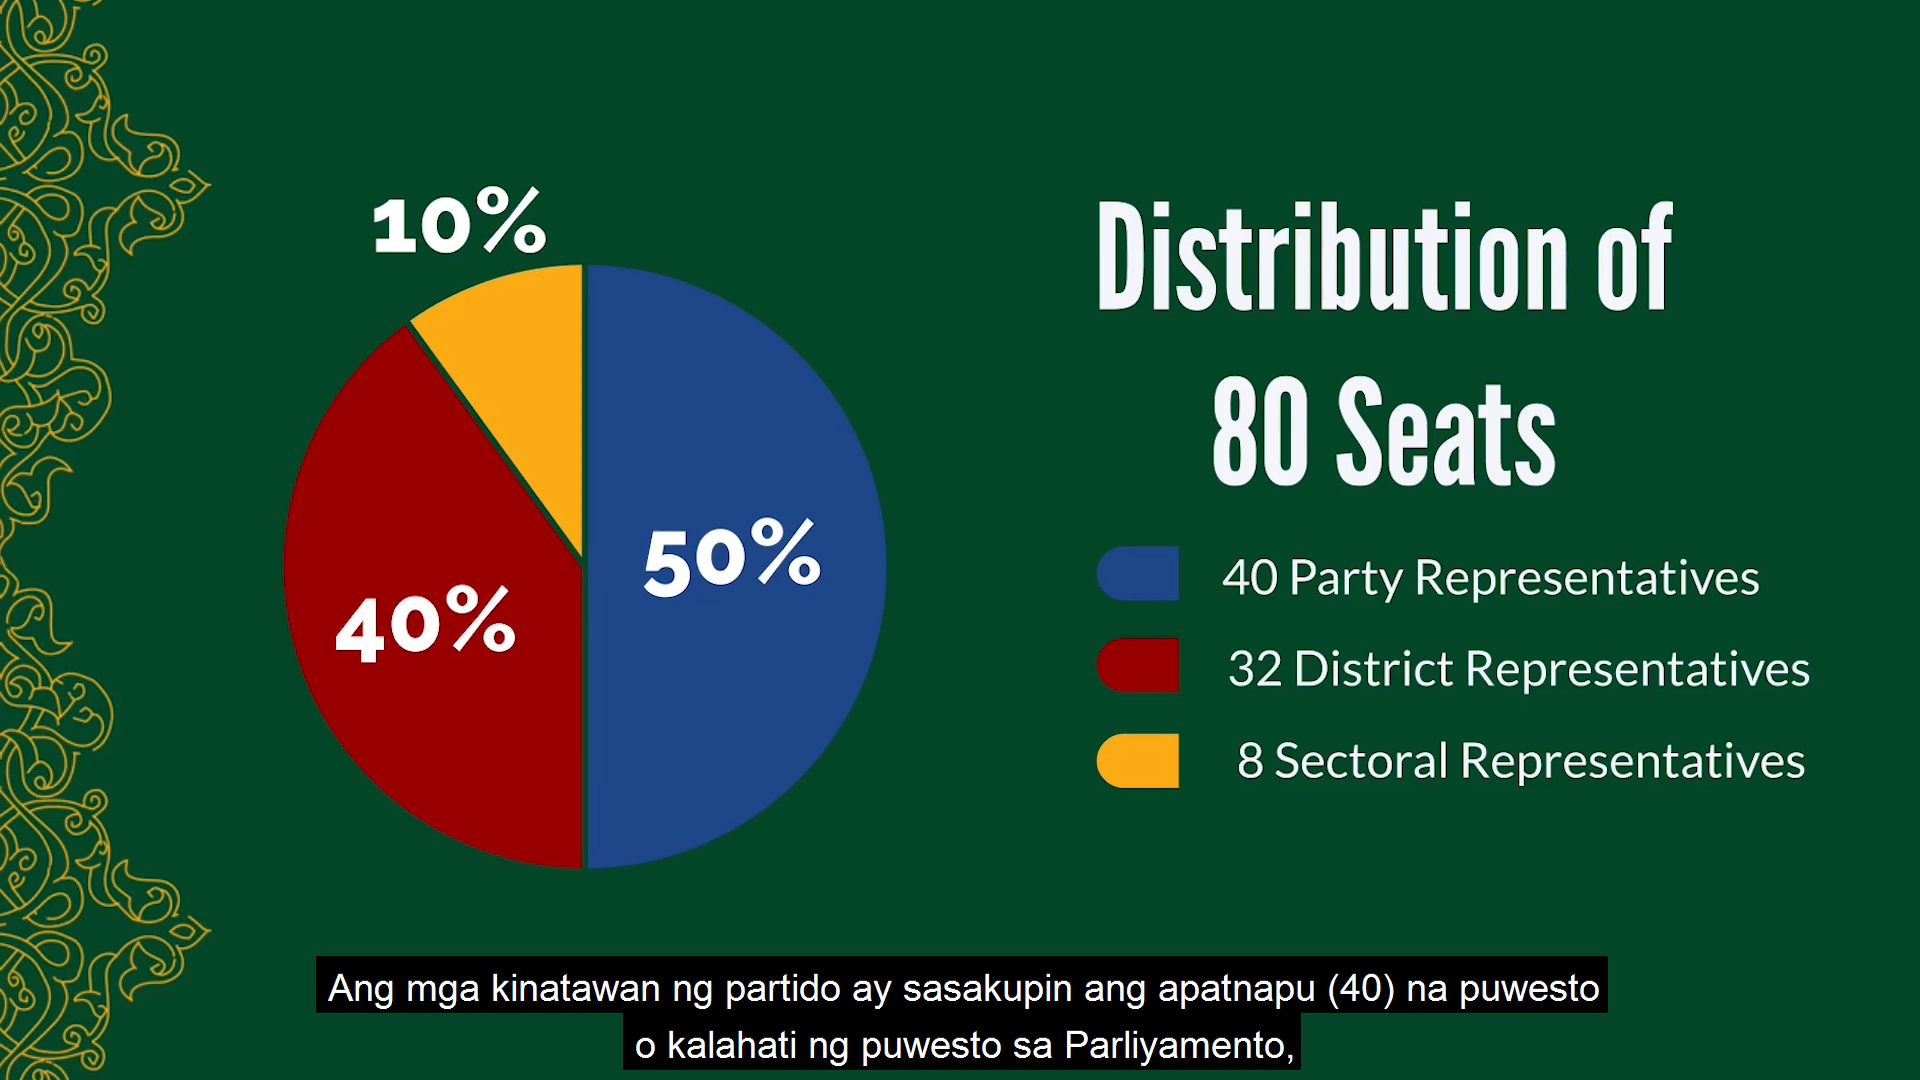 10%
50%
40%
Distribution of
80 Seats
40 Party Representatives
32 District Representatives
8 Sectoral Representatives
Ang mga kinatawan ng partido ay sasakupin ang apatnapu (40) na puwesto
o kalahati ng puwesto sa Parliyamento,